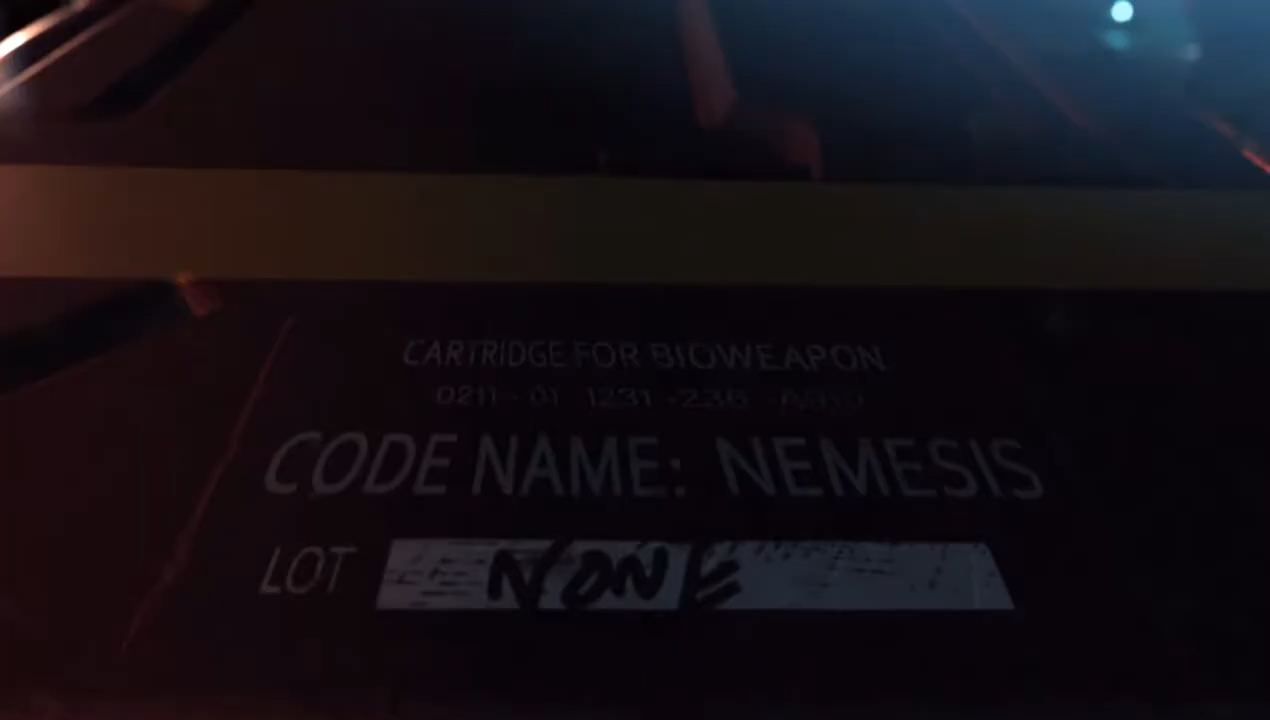 CARTRIDGE FOR BIOWEAPON
0211-01 1231-236
CODE NAME: NEMESIS
LOT NONE